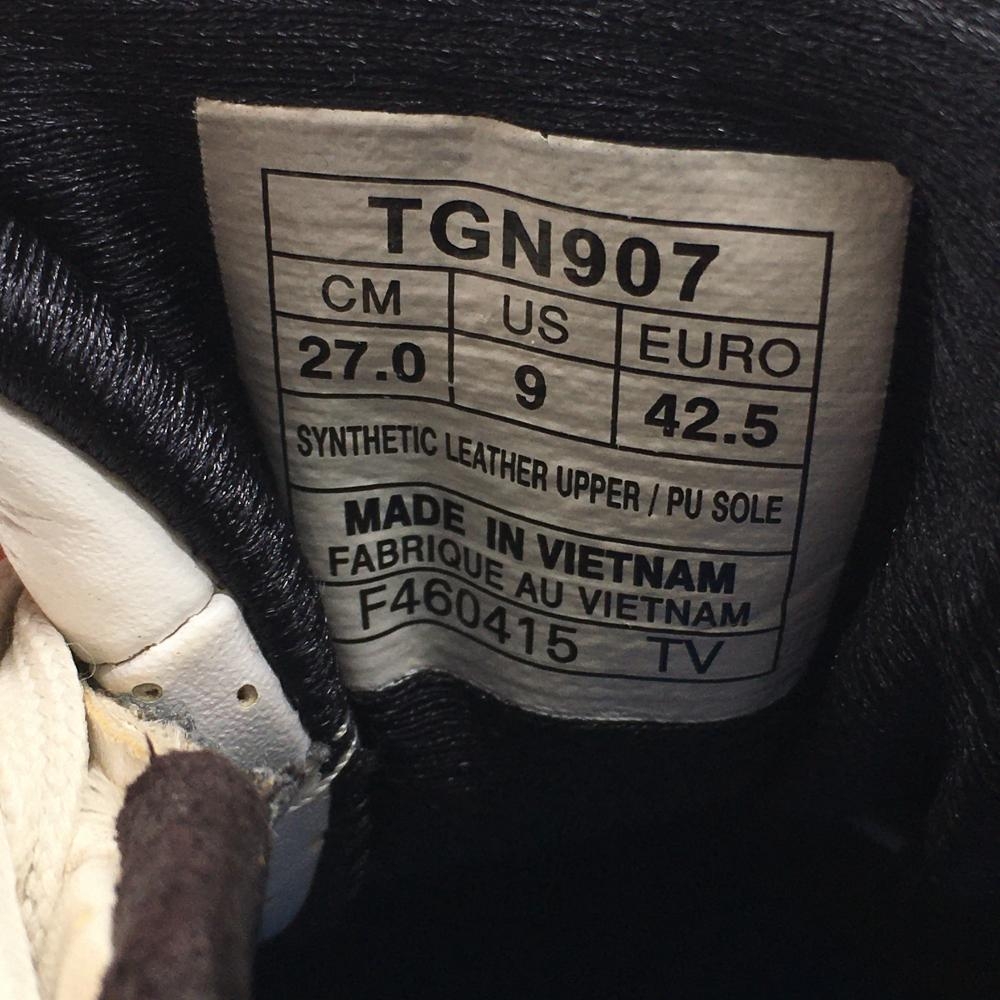 TGN907
CM US EURO
27.0 9 42.5
SYNTHETIC LEATHER UPPER / PU SOLE
MADE IN VIETNAM
FABRIQUE AU VIETNAM
F460415 TV